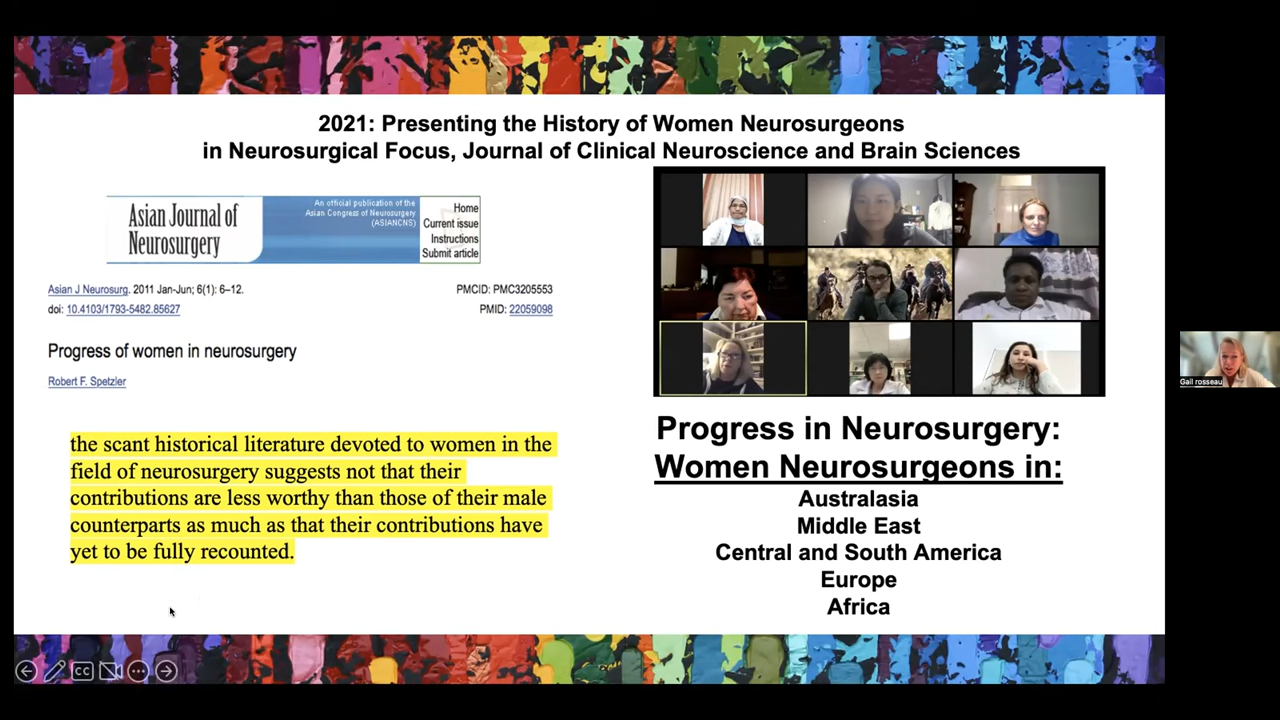 2021: Presenting the History of Women Neurosurgeons
in Neurosurgical Focus, Journal of Clinical Neuroscience and Brain Sciences
Asian Journal of
Neurosurgery
An official publication of the
Asian Congress of Neurosurgery
(ASIANCNS)
Home
Current issue
Instructions
Submit article
Asian J Neurosurg. 2011 Jan-Jun; 6(1): 6–12.
doi: 10.4103/1793-5482.85627
PMCID: PMC3205553
PMID: 22059098
Progress of women in neurosurgery
Robert F. Spetzler
the scant historical literature devoted to women in the
field of neurosurgery suggests not that their
contributions are less worthy than those of their male
counterparts as much as that their contributions have
yet to be fully recounted.
Progress in Neurosurgery:
Women Neurosurgeons in:
Australasia
Middle East
Central and South America
Europe
Africa
Gail rosseau
CC